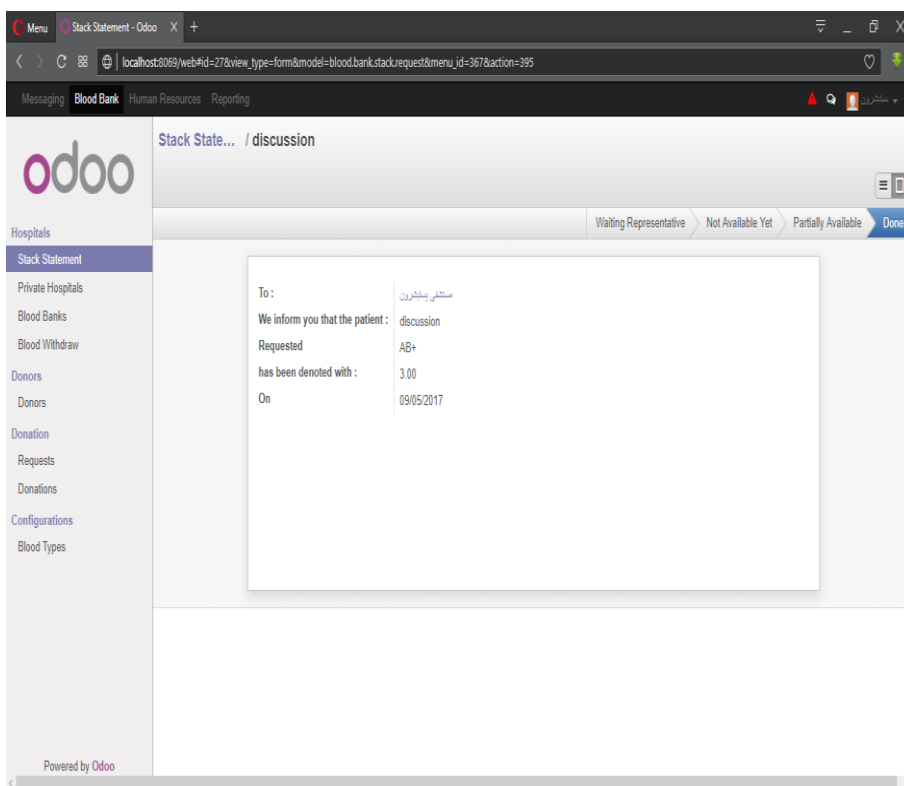 Menu Stack Statement - Odoo
localhost:8069/web#id=27&view_type=form&model=blood.bank.stack.request&menu_id=367&action=395
Messaging Blood Bank Human Resources Reporting
odoo
Stack State... / discussion
Waiting Representative Not Available Yet Partially Available Done
Hospitals
Stack Statement
Private Hospitals
Blood Banks
Blood Withdraw
Donors
Donors
Donation
Requests
Donations
Configurations
Blood Types
To : مستشفى
We inform you that the patient : discussion
Requested AB+
has been denoted with : 3.00
On 09/05/2017
Powered by Odoo